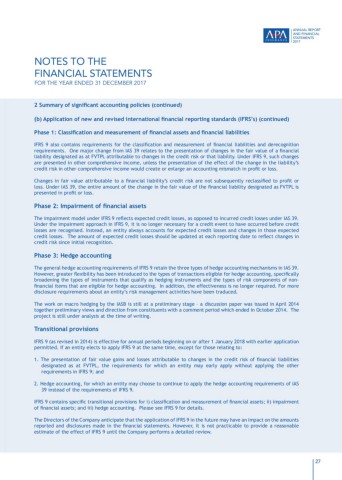 APA
ANNUAL REPORT
AND FINANCIAL
STATEMENTS
2017
NOTES TO THE
FINANCIAL STATEMENTS
FOR THE YEAR ENDED 31 DECEMBER 2017
2 Summary of significant accounting policies (continued)
(b) Application of new and revised international financial reporting standards (IFRS's) (continued)
Phase 1: Classification and measurement of financial assets and financial liabilities
IFRS 9 also contains requirements for the classification and measurement of financial liabilities and derecognition
requirements. One major change from IAS 39 relates to the presentation of changes in the fair value of a financial
liability designated as at FVTPL attributable to changes in the credit risk of that liability. Under IFRS 9, such changes
are presented in other comprehensive income, unless the presentation of the effect of the change in the liability's
credit risk in other comprehensive income would create or enlarge an accounting mismatch in profit or loss.
Changes in fair value attributable to a financial liability's credit risk are not subsequently reclassified to profit or
loss. Under IAS 39, the entire amount of the change in the fair value of the financial liability designated as FVTPL is
presented in profit or loss.
Phase 2: Impairment of financial assets
The impairment model under IFRS 9 reflects expected credit losses, as opposed to incurred credit losses under IAS 39.
Under the impairment approach in IFRS 9, it is no longer necessary for a credit event to have occurred before credit
losses are recognised. Instead, an entity always accounts for expected credit losses and changes in those expected
credit losses. The amount of expected credit losses should be updated at each reporting date to reflect changes in
credit risk since initial recognition.
Phase 3: Hedge accounting
The general hedge accounting requirements of IFRS 9 retain the three types of hedge accounting mechanisms in IAS 39.
However, greater flexibility has been introduced to the types of transactions eligible for hedge accounting, specifically
broadening the types of instruments that qualify as hedging instruments and the types of risk components of non-
financial items that are eligible for hedge accounting. In addition, the effectiveness is no longer required. For more
disclosure requirements about an entity's risk management activities have been introduced.
The work on macro hedging by the IASB is still at a preliminary stage - a discussion paper was issued in April 2014
together preliminary views and direction from constituents with a comment period which ended in October 2014. The
project is still under analysis at the time of writing.
Transitional provisions
IFRS 9 (as revised in 2014) is effective for annual periods beginning on or after 1 January 2018 with earlier application
permitted. If an entity elects to apply IFRS 9 at the same time, except for those relating to:
1. The presentation of fair value gains and losses attributable to changes in the credit risk of financial liabilities
designated as at FVTPL, the requirements for which an entity may early apply without applying the other
requirements in IFRS 9; and
2. Hedge accounting, for which an entity may choose to continue to apply the hedge accounting requirements of IAS
39 instead of the requirements of IFRS 9.
IFRS 9 contains specific transitional provisions for i) classification and measurement of financial assets; ii) impairment
of financial assets; and iii) hedge accounting. Please see IFRS 9 for details.
The Directors of the Company anticipate that the application of IFRS 9 in the future may have an impact on the amounts
reported and disclosures made in the financial statements. However, it is not practicable to provide a reasonable
estimate of the effect of IFRS 9 until the Company performs a detailed review.
27